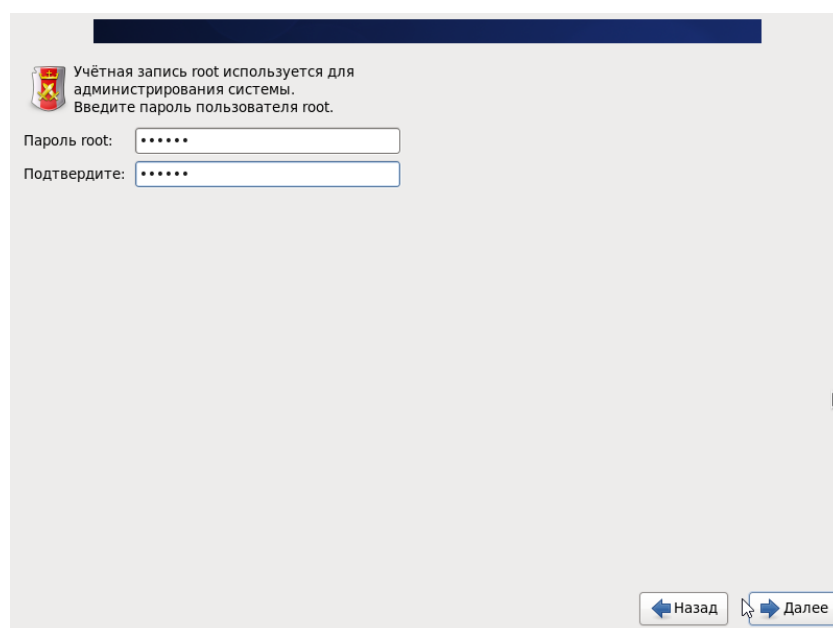 Учётная запись root используется для
администрирования системы.
Введите пароль пользователя root.
Пароль root: ••••••
Подтвердите: ••••••
Назад Далее